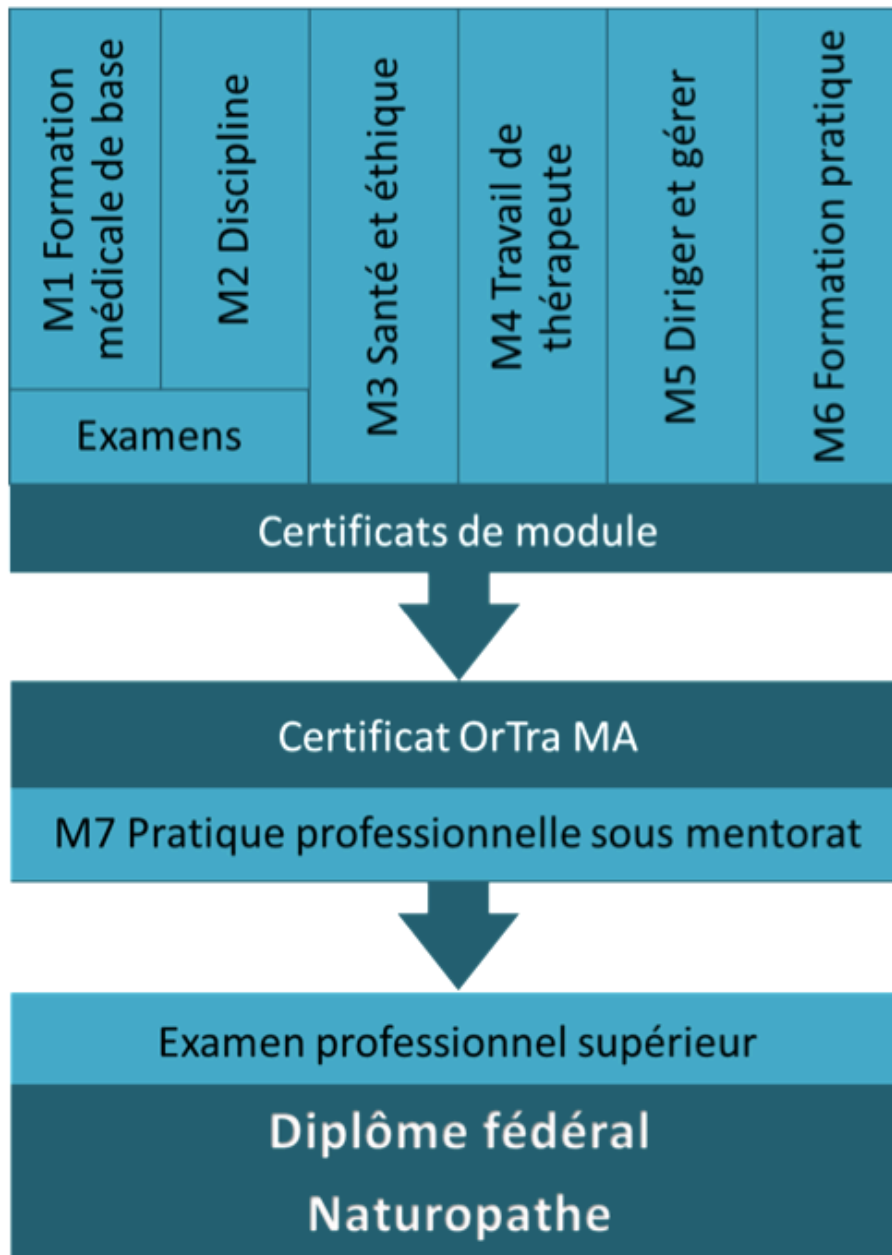 M1 Formation
médicale de base
M2 Discipline
Examens
M3 Santé et éthique
M4 Travail de
thérapeute
M5 Diriger et gérer
M6 Formation pratique
Certificats de module
Certificat OrTra MA
M7 Pratique professionnelle sous mentorat
Examen professionnel supérieur
Diplôme fédéral
Naturopathe